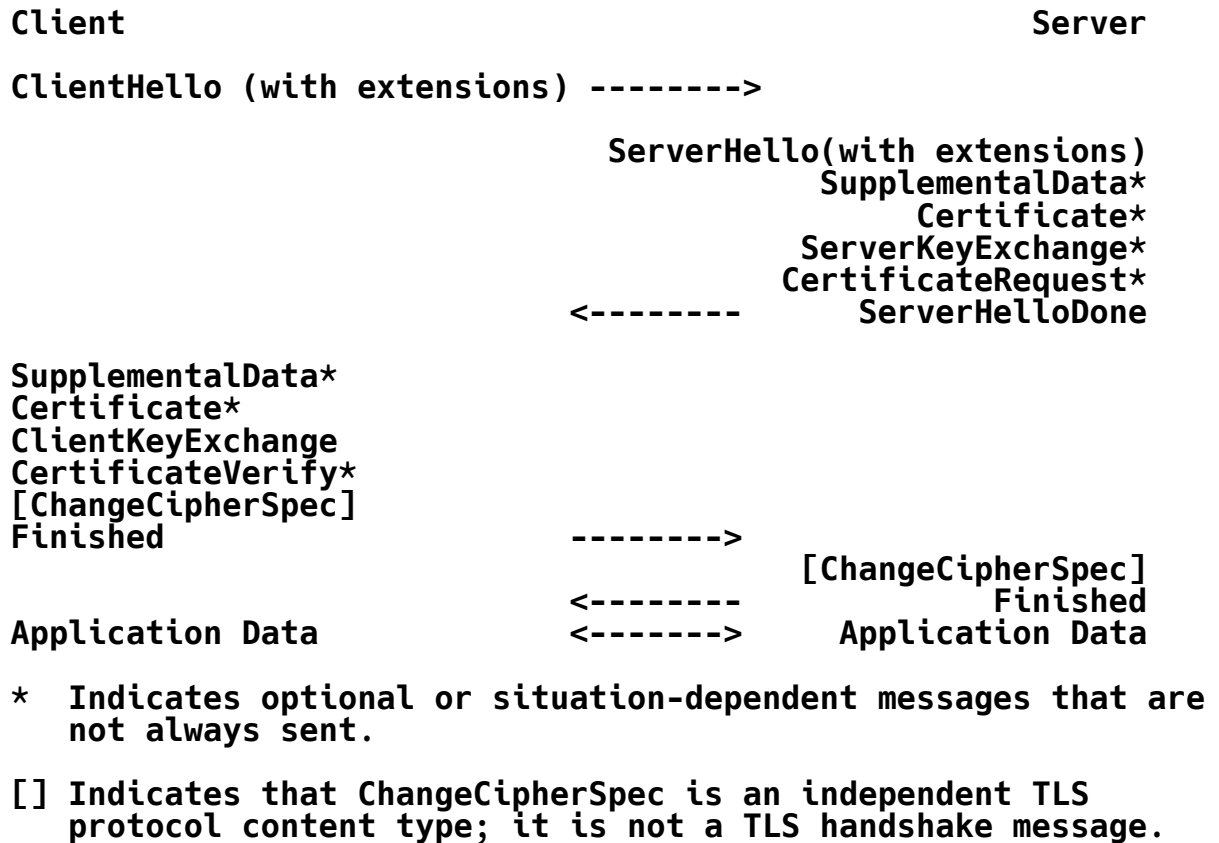 Client Server
ClientHello (with extensions) -------->
ServerHello(with extensions)
SupplementalData*
Certificate*
ServerKeyExchange*
CertificateRequest*
<-------- ServerHelloDone
SupplementalData*
Certificate*
ClientKeyExchange
CertificateVerify*
[ChangeCipherSpec]
Finished -------->
[ChangeCipherSpec]
<-------- Finished
Application Data <-------> Application Data
* Indicates optional or situation-dependent messages that are
not always sent.
[] Indicates that ChangeCipherSpec is an independent TLS
protocol content type; it is not a TLS handshake message.